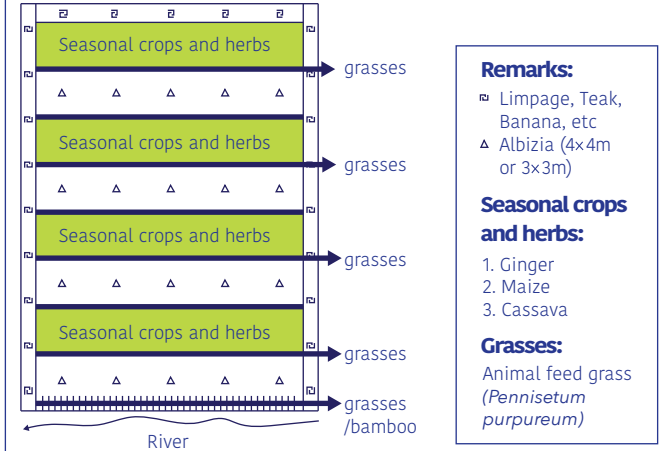 Seasonal crops and herbs
grasses
Seasonal crops and herbs
grasses
Seasonal crops and herbs
grasses
Seasonal crops and herbs
grasses
grasses
/bamboo
River
Remarks:
Limpage, Teak,
Banana, etc
Albizia (4×4m
or 3×3m)
Seasonal crops
and herbs:
1. Ginger
2. Maize
3. Cassava
Grasses:
Animal feed grass
(Pennisetum
purpureum)